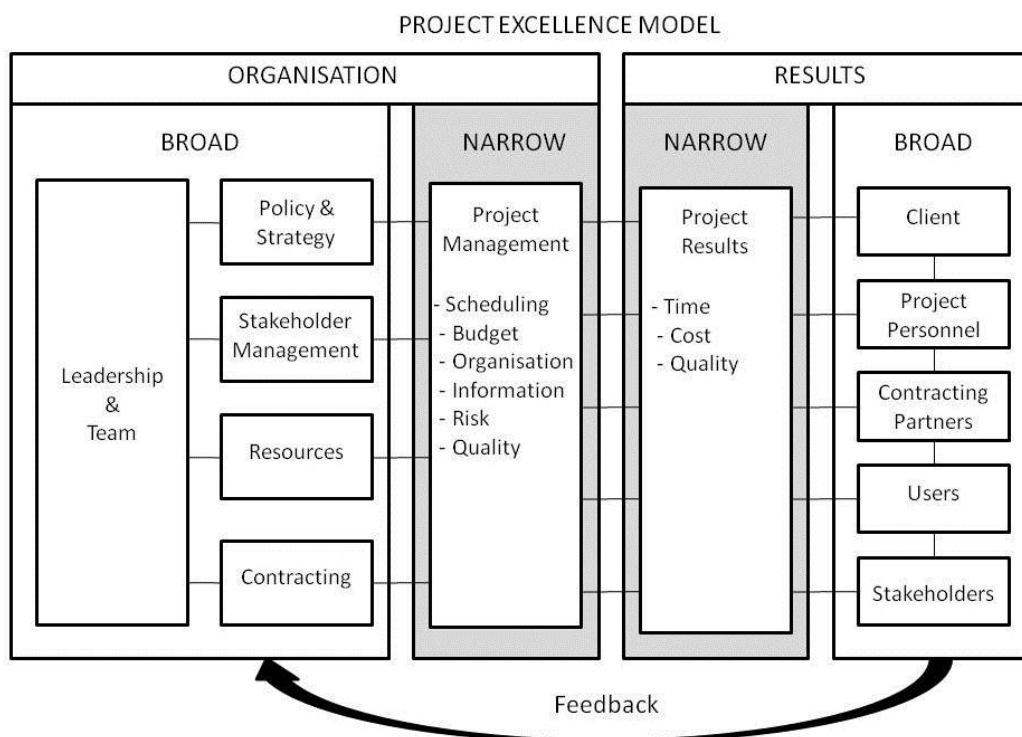 PROJECT EXCELLENCE MODEL
ORGANISATION
RESULTS
BROAD
NARROW
NARROW
BROAD
Leadership
&
Team
Policy &
Strategy
Stakeholder
Management
Resources
Contracting
Project
Management
- Scheduling
- Budget
- Organisation
- Information
- Risk
- Quality
Project
Results
- Time
- Cost
- Quality
Client
Project
Personnel
Contracting
Partners
Users
Stakeholders
Feedback